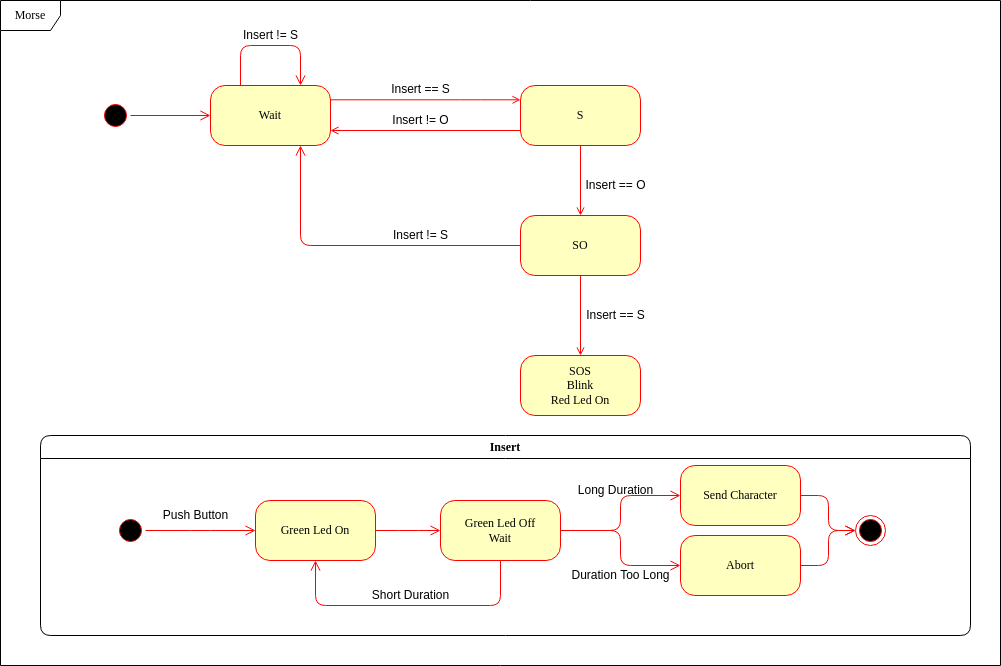 Morse
Insert != S
Wait
Insert == S
S
Insert != O
Insert == O
Insert != S
SO
Insert == S
SOS
Blink
Red Led On
Insert
Push Button
Green Led On
Green Led Off
Wait
Short Duration
Long Duration
Send Character
Duration Too Long
Abort